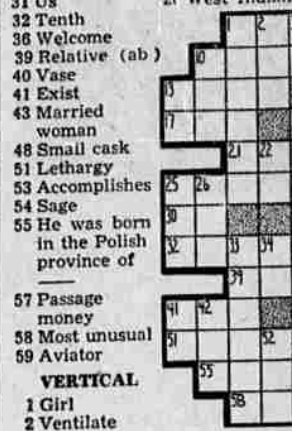 31 Us
32 Tenth
36 Welcome
39 Relative (ab)
40 Vase
41 Exist
43 Married
woman
48 Small cask
51 Lethargy
53 Accomplishes
54 Sage
55 He was born
in the Polish
province of
—
57 Passage
money
58 Most unusual
59 Aviator
VERTICAL
1 Girl
2 Ventilate
21 West
1 2
10
13
17
21 22
25 26
30
32 33 34
39
41 42
51 52
55
58